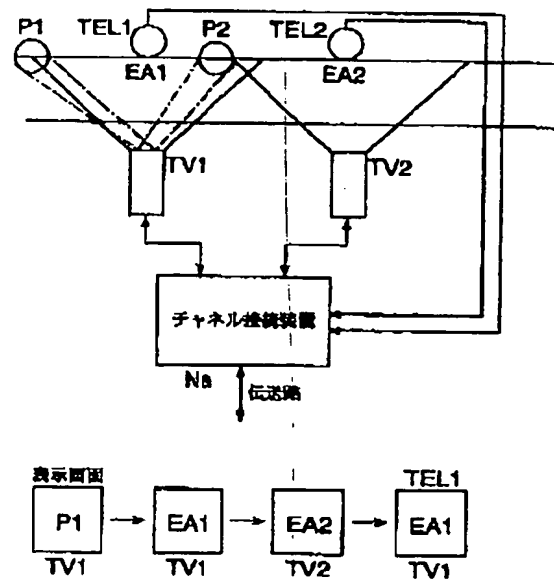 P1 TEL1 P2 TEL2
EA1 EA2
TV1 TV2
チャネル接続装置
Na 伝送路
表示画面 TEL1
P1 EA1 EA2 EA1
TV1 TV1 TV2 TV1